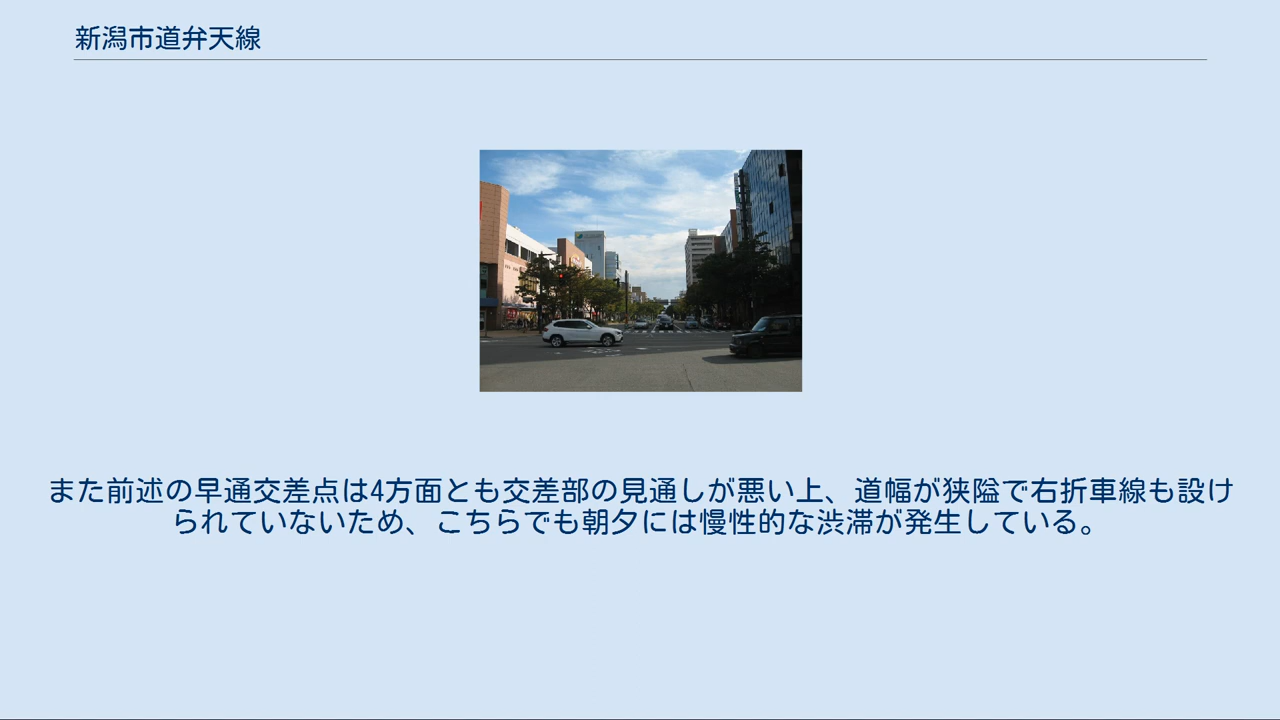 新潟市道弁天線
また前述の早通交差点は4方面とも交差部の見通しが悪い上、道幅が狭隘で右折車線も設け
られていないため、こちらでも朝夕には慢性的な渋滞が発生している。